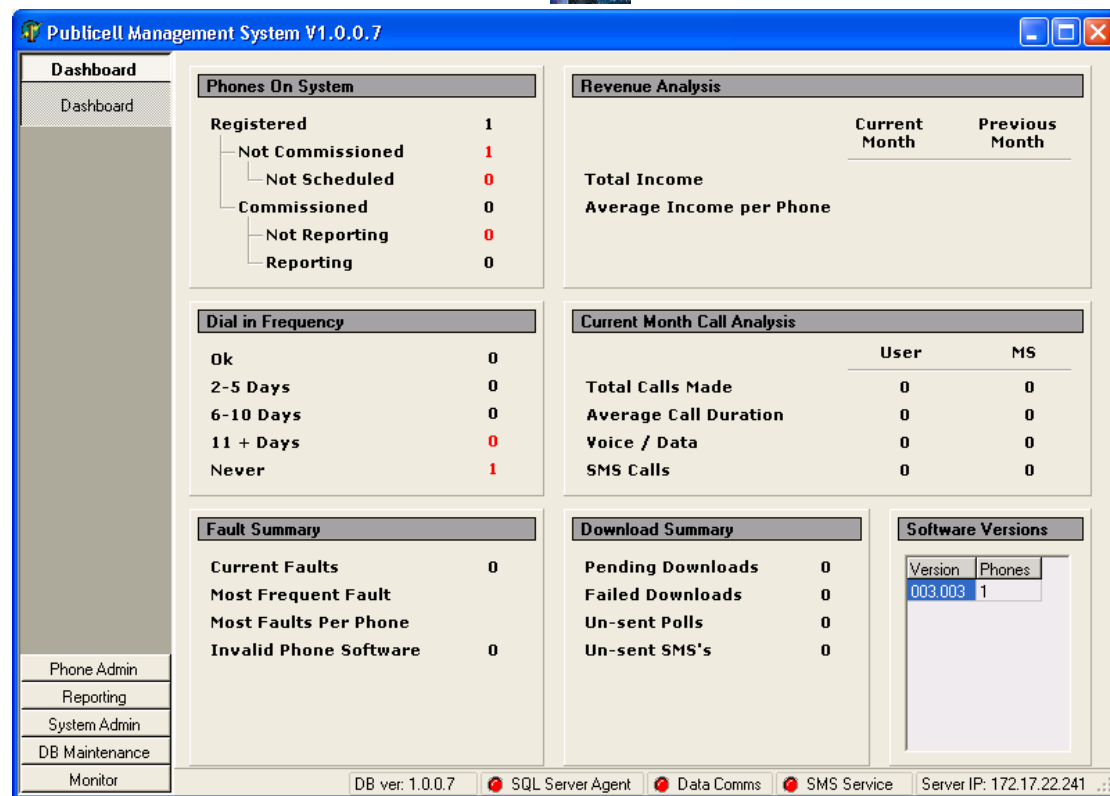 Publicell Management System V1.0.0.7
Dashboard
Dashboard
Phones On System
Registered 1
Not Commissioned 1
Not Scheduled 0
Commissioned 0
Not Reporting 0
Reporting 0
Revenue Analysis
Current Month Previous Month
Total Income
Average Income per Phone
Dial in Frequency
Ok 0
2-5 Days 0
6-10 Days 0
11 + Days 0
Never 1
Current Month Call Analysis
User MS
Total Calls Made 0 0
Average Call Duration 0 0
Voice / Data 0 0
SMS Calls 0 0
Fault Summary
Current Faults 0
Most Frequent Fault
Most Faults Per Phone
Invalid Phone Software 0
Download Summary
Pending Downloads 0
Failed Downloads 0
Un-sent Polls 0
Un-sent SMS's 0
Software Versions
Version Phones
003.003 1
Phone Admin
Reporting
System Admin
DB Maintenance
Monitor
DB ver: 1.0.0.7 SQL Server Agent Data Comms SMS Service Server IP: 172.17.22.241